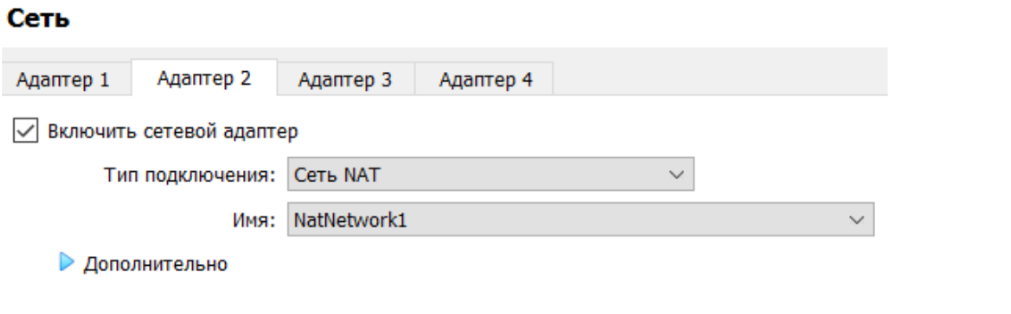 Сеть
Адаптер 1 Адаптер 2 Адаптер 3 Адаптер 4
Включить сетевой адаптер
Тип подключения: Сеть NAT
Имя: NatNetwork1
Дополнительно